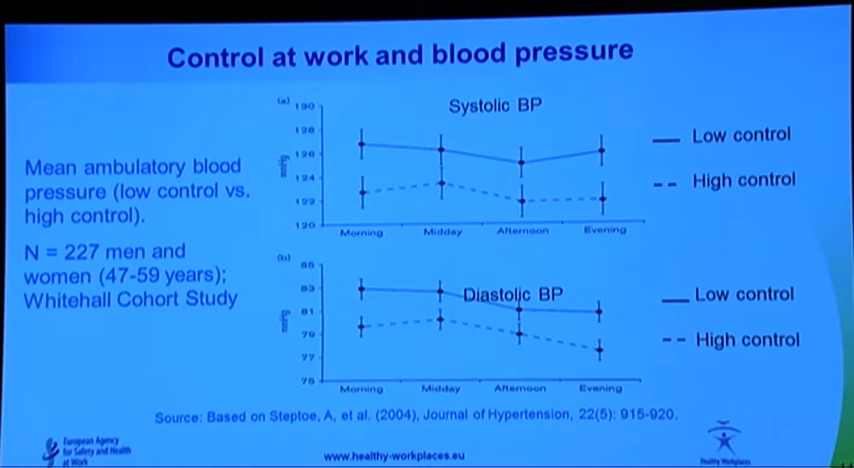 Control at work and blood pressure
Mean ambulatory blood
pressure (low control vs.
high control).
N = 227 men and
women (47-59 years);
Whitehall Cohort Study
(a)
Systolic BP
130
128
126
124
122
120
mmHg
Morning Midday Afternoon Evening
Low control
High control
(b)
Diastolic BP
85
83
81
79
77
75
mmHg
Morning Midday Afternoon Evening
Low control
High control
Source: Based on Steptoe, A, et al. (2004), Journal of Hypertension, 22(5): 915-920.
European Agency
for Safety and Health
at Work
www.healthy-workplaces.eu
Healthy Workplaces